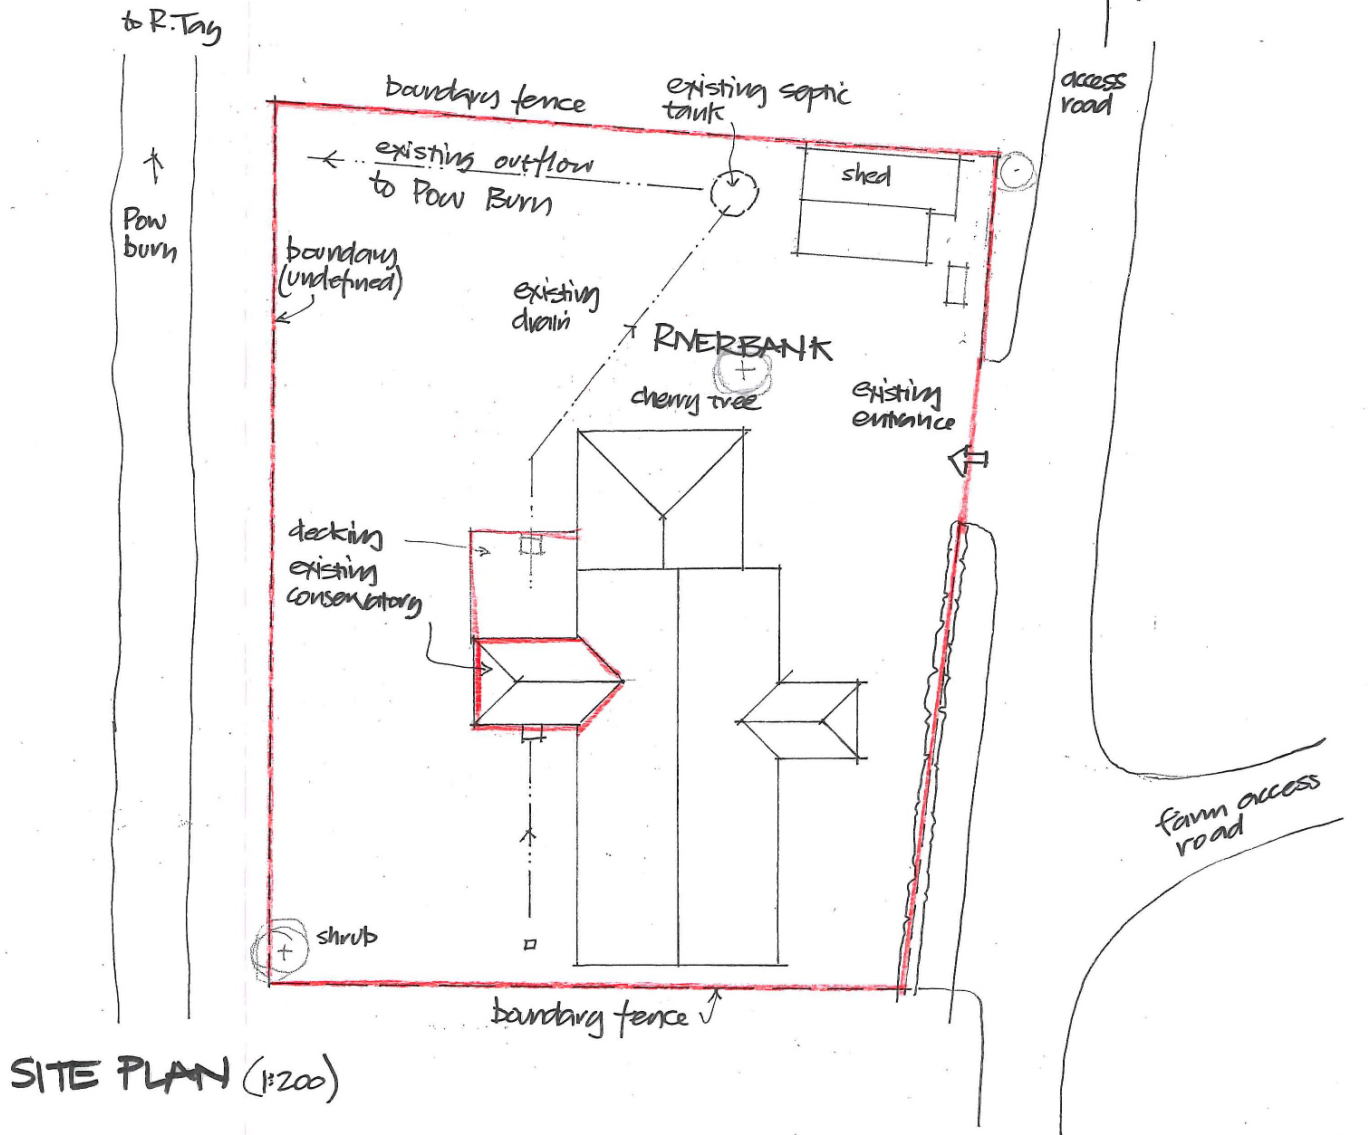 to R.Tay
boundary fence
existing septic
tank
access
road
existing outflow
to Pow Burn
shed
Pow
burn
boundary
(undefined)
existing
drain
RIVERBANK
cherry tree
existing
entrance
decking
existing
conservatory
farm access
road
shrub
boundary fence
SITE PLAN (1:200)